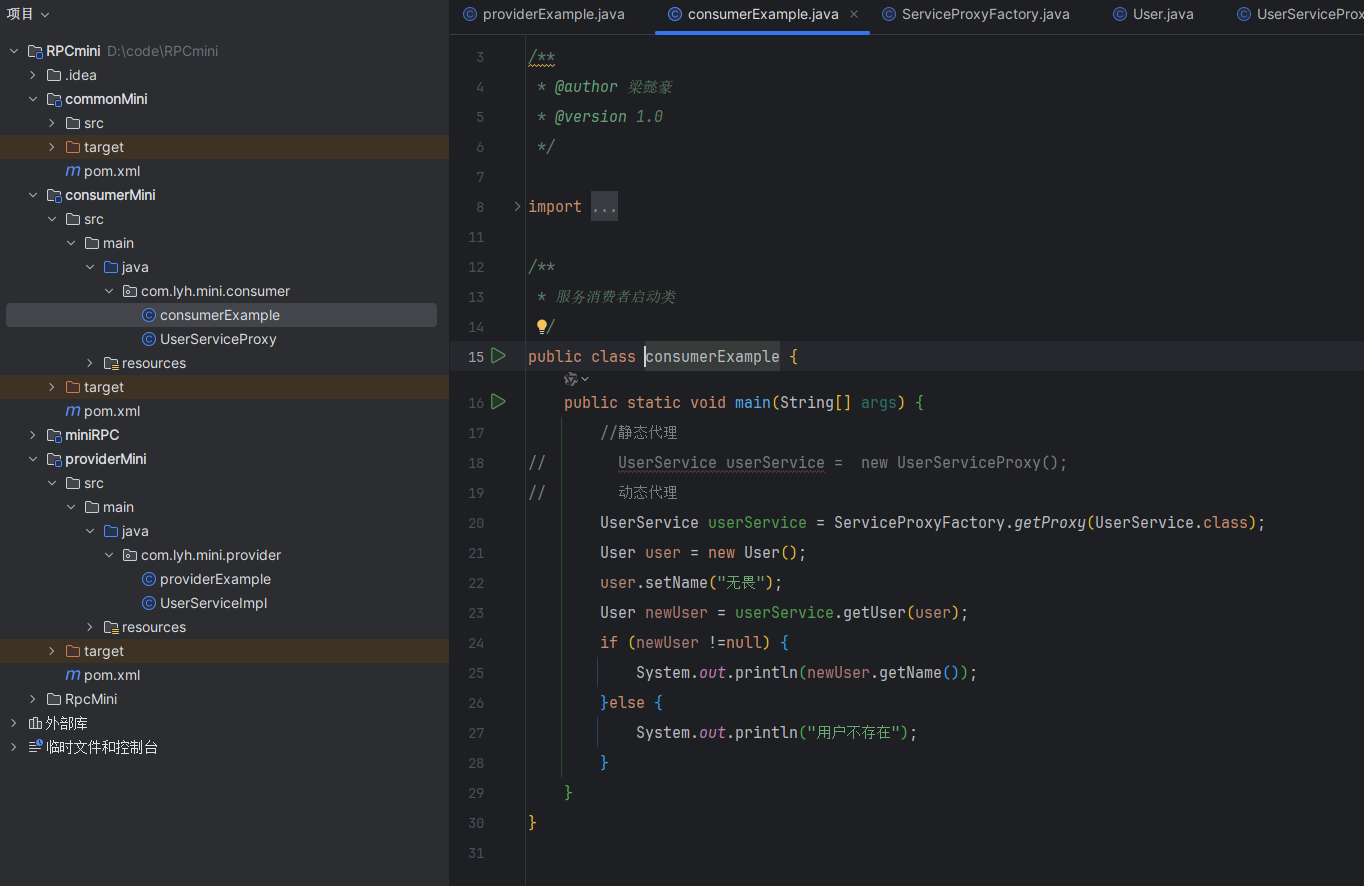 项目
RPCmini D:\code\RPCmini
.idea
commonMini
src
target
m pom.xml
consumerMini
src
main
java
com.lyh.mini.consumer
consumerExample
UserServiceProxy
resources
target
m pom.xml
miniRPC
providerMini
src
main
java
com.lyh.mini.provider
providerExample
UserServiceImpl
resources
target
m pom.xml
RpcMini
外部库
临时文件和控制台
providerExample.java consumerExample.java ServiceProxyFactory.java User.java UserServiceProx
3 /**
4 * @author 梁懿豪
5 * @version 1.0
6 */
7
8 import ...
11
12 /**
13 * 服务消费者启动类
14 /
15 public class consumerExample {
16 public static void main(String[] args) {
17 //静态代理
18 // UserService userService = new UserServiceProxy();
19 // 动态代理
20 UserService userService = ServiceProxyFactory.getProxy(UserService.class);
21 User user = new User();
22 user.setName("无畏");
23 User newUser = userService.getUser(user);
24 if (newUser !=null) {
25 System.out.println(newUser.getName());
26 }else {
27 System.out.println("用户不存在");
28 }
29 }
30 }
31